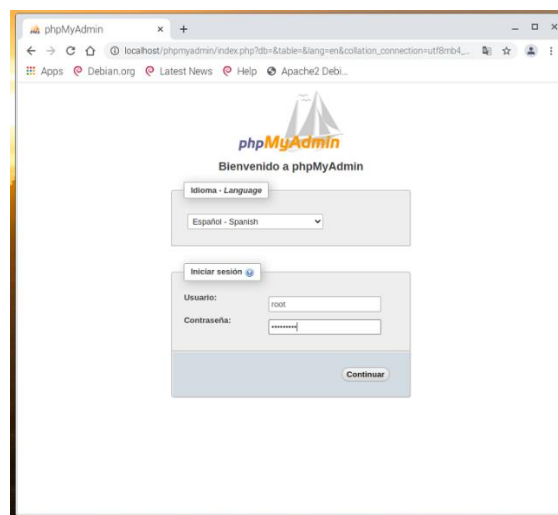 phpMyAdmin
localhost/phpmyadmin/index.php?db=&table=&lang=en&collation_connection=utf8mb4_...
Apps Debian.org Latest News Help Apache2 Debi...
phpMyAdmin
Bienvenido a phpMyAdmin
Idioma - Language
Español - Spanish
Iniciar sesión
Usuario:
root
Contraseña:
•••••••••
Continuar